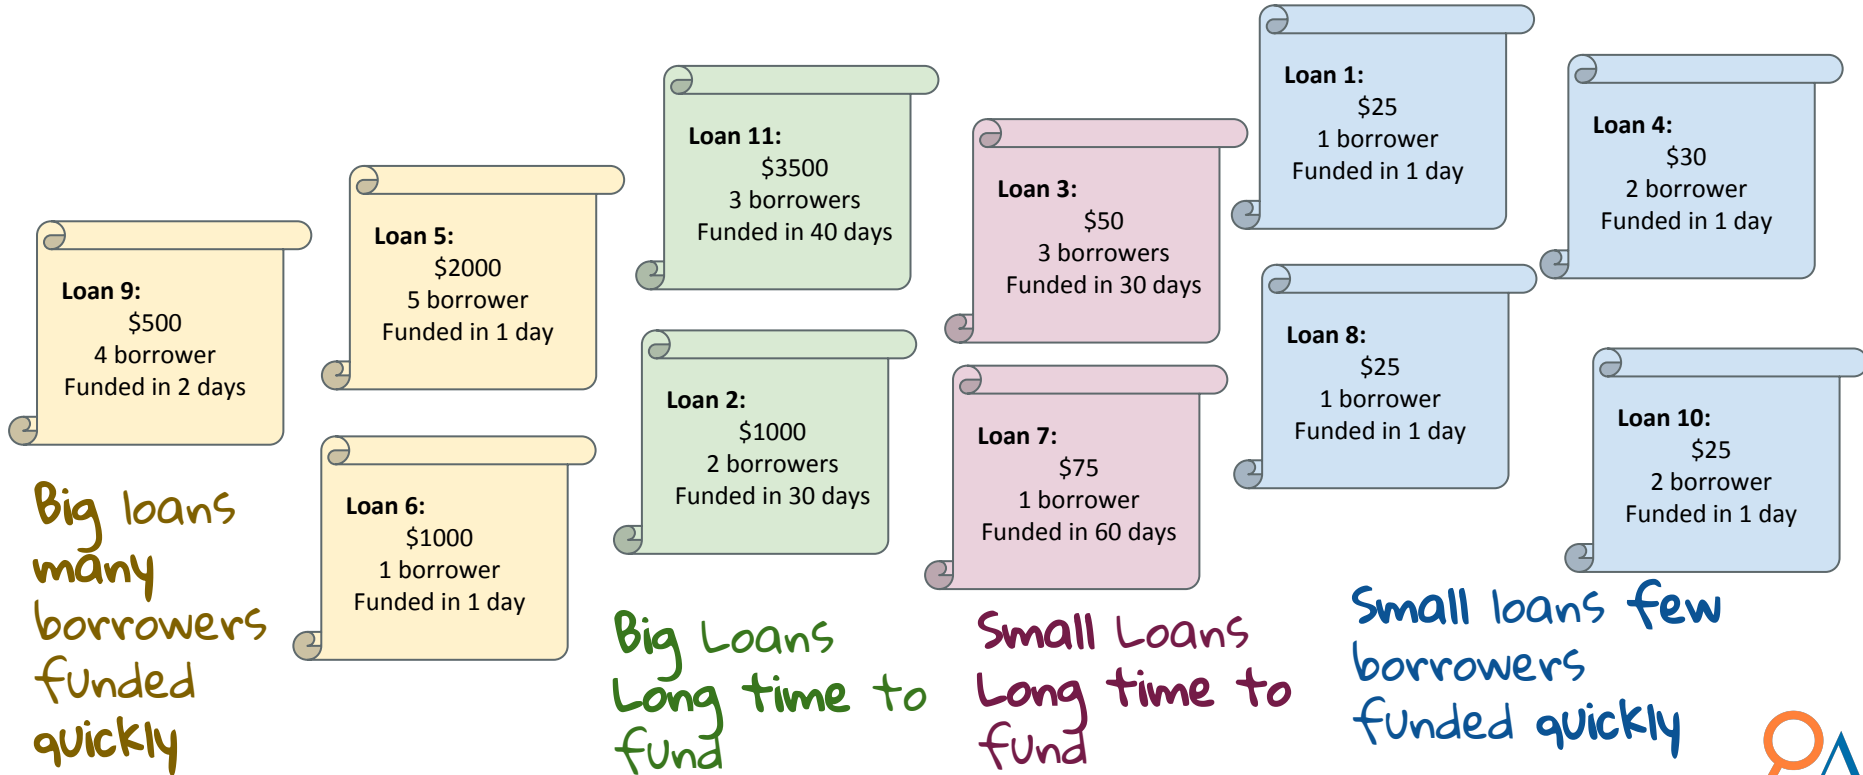 Loan 9:
$500
4 borrower
Funded in 2 days
Loan 5:
$2000
5 borrower
Funded in 1 day
Loan 6:
$1000
1 borrower
Funded in 1 day
Big loans
many
borrowers
funded
quickly
Loan 11:
$3500
3 borrowers
Funded in 40 days
Loan 2:
$1000
2 borrowers
Funded in 30 days
Big Loans
Long time to
fund
Loan 3:
$50
3 borrowers
Funded in 30 days
Loan 7:
$75
1 borrower
Funded in 60 days
Small Loans
Long time to
fund
Loan 1:
$25
1 borrower
Funded in 1 day
Loan 4:
$30
2 borrower
Funded in 1 day
Loan 8:
$25
1 borrower
Funded in 1 day
Loan 10:
$25
2 borrower
Funded in 1 day
Small loans few
borrowers
funded quickly